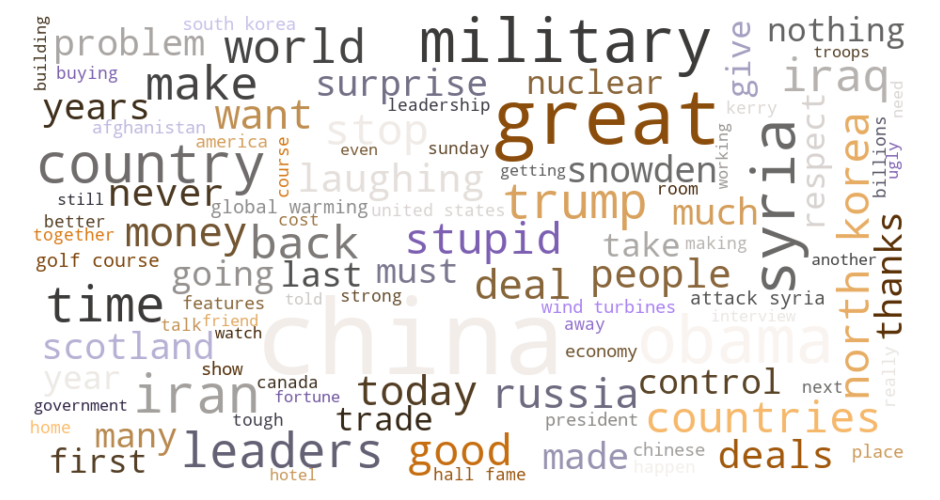 building
south korea
problem
world
military
give
nothing
troops
buying
make
surprise
nuclear
iraq
years
want
leadership
great
kerry
need
afghanistan
america
stop
even
sunday
working
syria
respect
north korea
billions
ugly
country
course
laughing
getting
snowden
still
never
global warming
united states
trump
room
much
better
cost
together
money
back
stupid
take
making
thanks
golf course
going
last
must
deal
people
another
time
features
told
strong
wind turbines
attack syria
talk
friend
watch
china
away
obama
interview
scotland
economy
really
year
show
canada
fortune
today
russia
control
next
iran
government
tough
trade
president
countries
home
many
leaders
good
made
chinese
deals
place
first
hotel
hall fame
happen